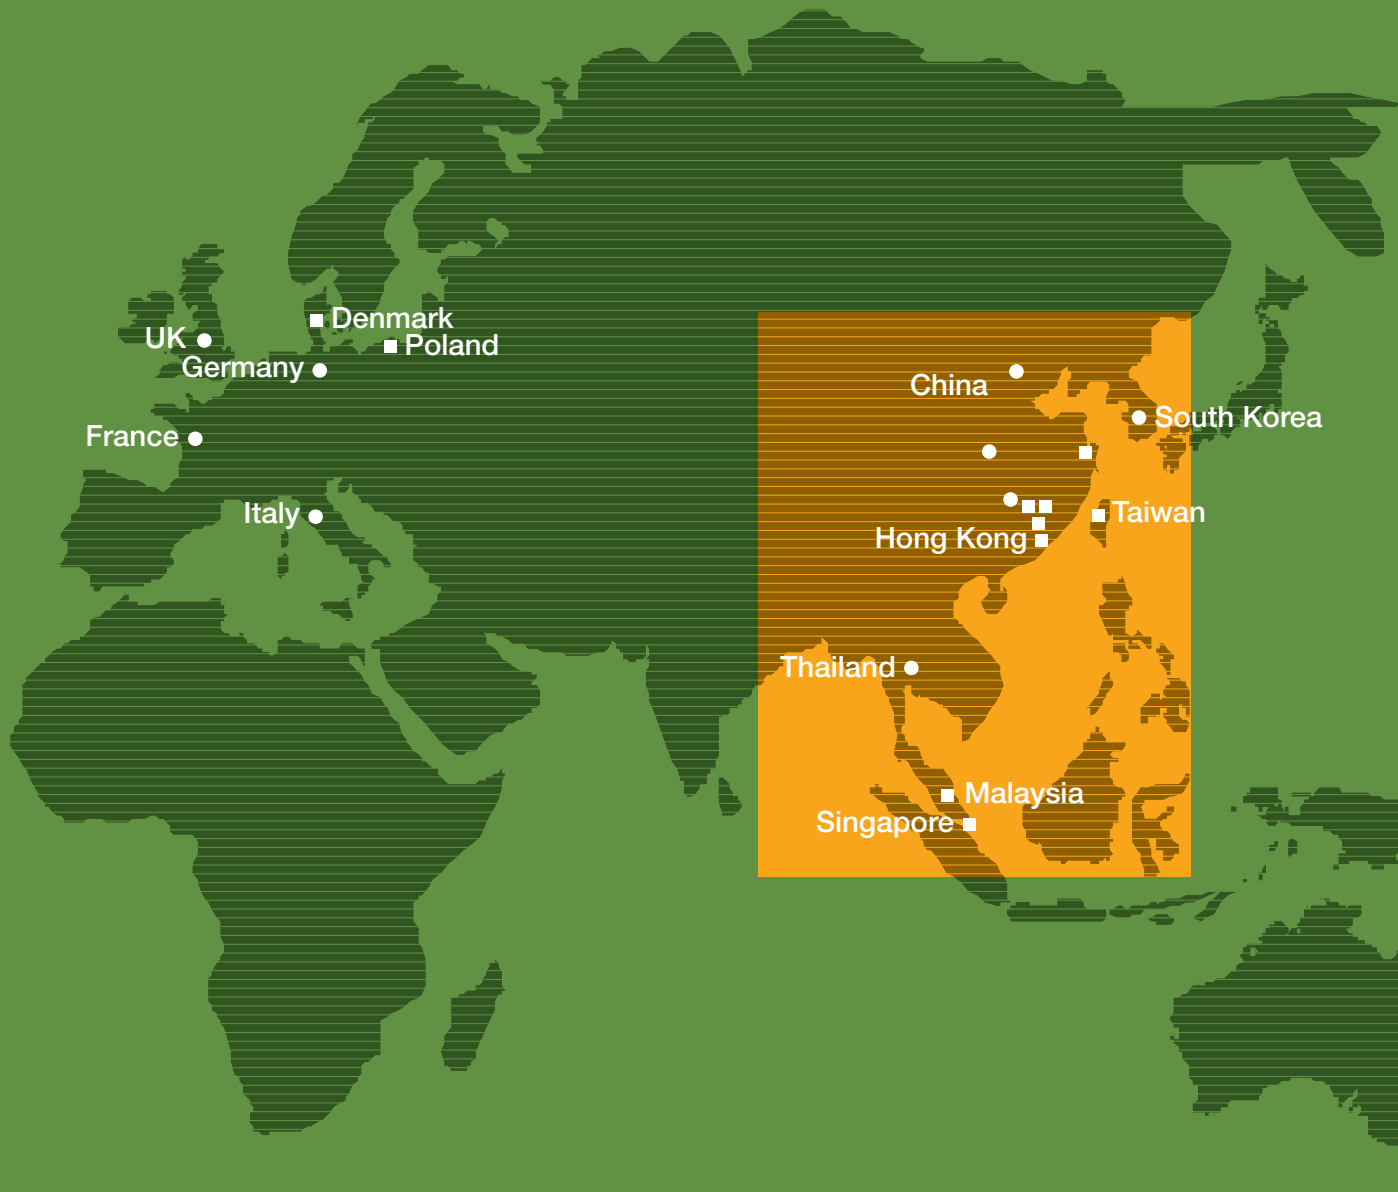 Denmark
UK
Poland
Germany
China
South Korea
France
Italy
Taiwan
Hong Kong
Thailand
Malaysia
Singapore